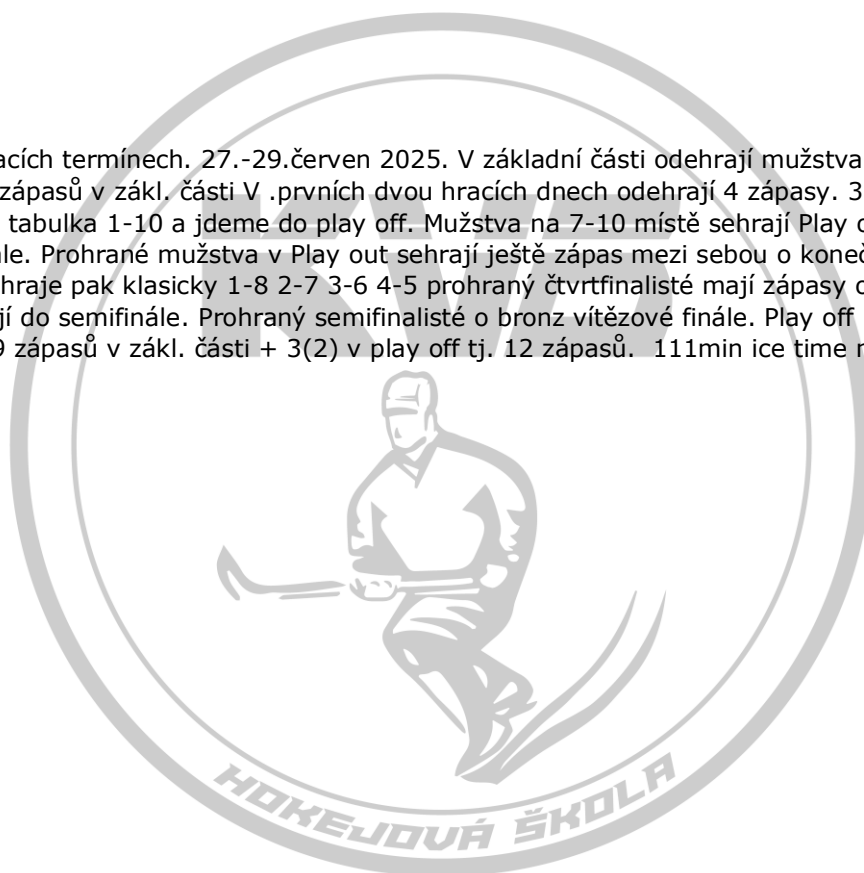 acích termínech. 27.-29.červen 2025. V základní části odehrají mužstva
zápasů v zákl. části V .prvních dvou hracích dnech odehrají 4 zápasy. 3
tabulka 1-10 a jdeme do play off. Mužstva na 7-10 místě sehrají Play
le. Prohrané mužstva v Play out sehrají ještě zápas mezi sebou o koneč
hraje pak klasicky 1-8 2-7 3-6 4-5 prohraný čtvrtfinalisté mají zápasy
jí do semifinále. Prohraný semifinalisté o bronz vítězové finále. Play off
9 zápasů v zákl. části + 3(2) v play off tj. 12 zápasů. 111min ice time
HOKEJOVÁ ŠKOLA